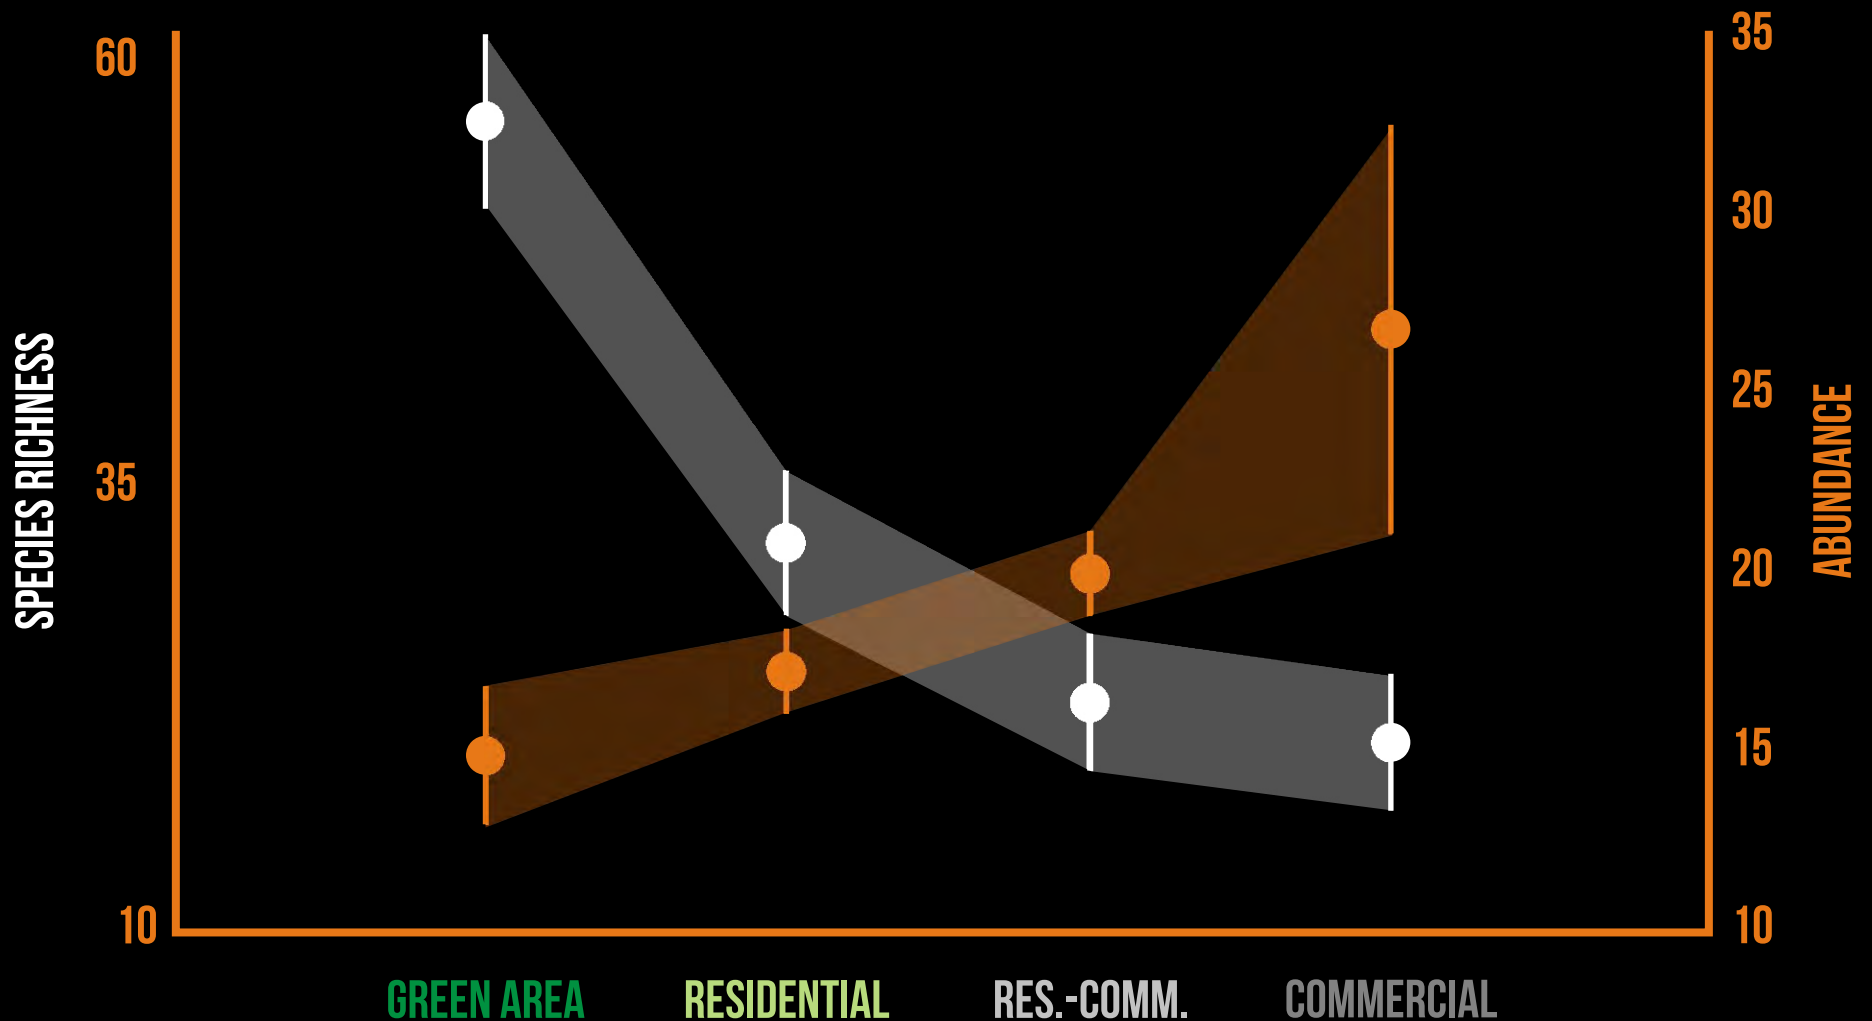 SPECIES RICHNESS
60
35
10
35
30
25
20
15
10
ABUNDANCE
GREEN AREA
RESIDENTIAL
RES.-COMM.
COMMERCIAL